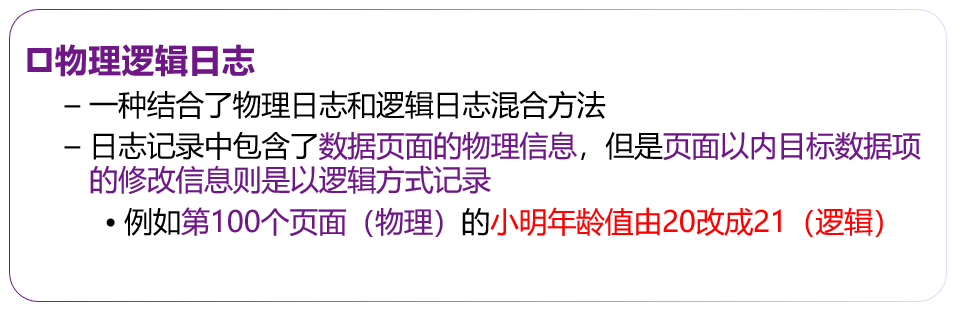 物理逻辑日志
– 一种结合了物理日志和逻辑日志混合方法
– 日志记录中包含了数据页面的物理信息，但是页面以内目标数据项
的修改信息则是以逻辑方式记录
• 例如第100个页面（物理）的小明年龄值由20改成21（逻辑）